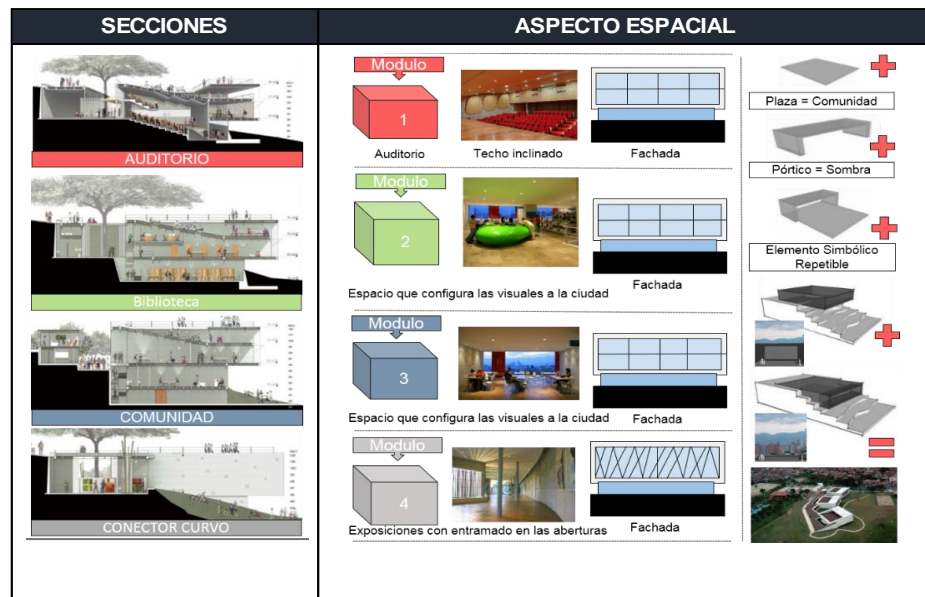 SECCIONES
ASPECTO ESPACIAL
AUDITORIO
Biblioteca
COMUNIDAD
CONECTOR CURVO
Modulo
1
Auditorio
Techo inclinado
Fachada
Modulo
2
Espacio que configura las visuales a la ciudad
Fachada
Modulo
3
Espacio que configura las visuales a la ciudad
Fachada
Modulo
4
Exposiciones con entramado en las aberturas
Fachada
Plaza = Comunidad
Pórtico = Sombra
Elemento Simbólico
Repetible